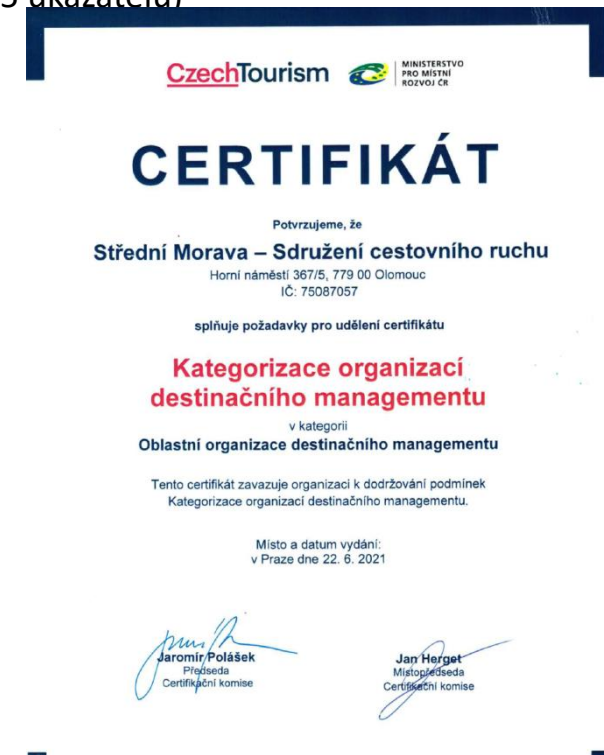 CzechTourism
MINISTERSTVO
PRO MÍSTNÍ
ROZVOJ ČR
CERTIFIKÁT
Potvrzujeme, že
Střední Morava – Sdružení cestovního ruchu
Horní náměstí 367/5, 779 00 Olomouc
IČ: 75087057
splňuje požadavky pro udělení certifikátu
Kategorizace organizací
destinačního managementu
v kategorii
Oblastní organizace destinačního managementu
Tento certifikát zavazuje organizaci k dodržování podmínek
Kategorizace organizací destinačního managementu.
Místo a datum vydání:
v Praze dne 22. 6. 2021
Jaromír Polášek
Předseda
Certifikační komise
Jan Herget
Místopředseda
Certifikační komise